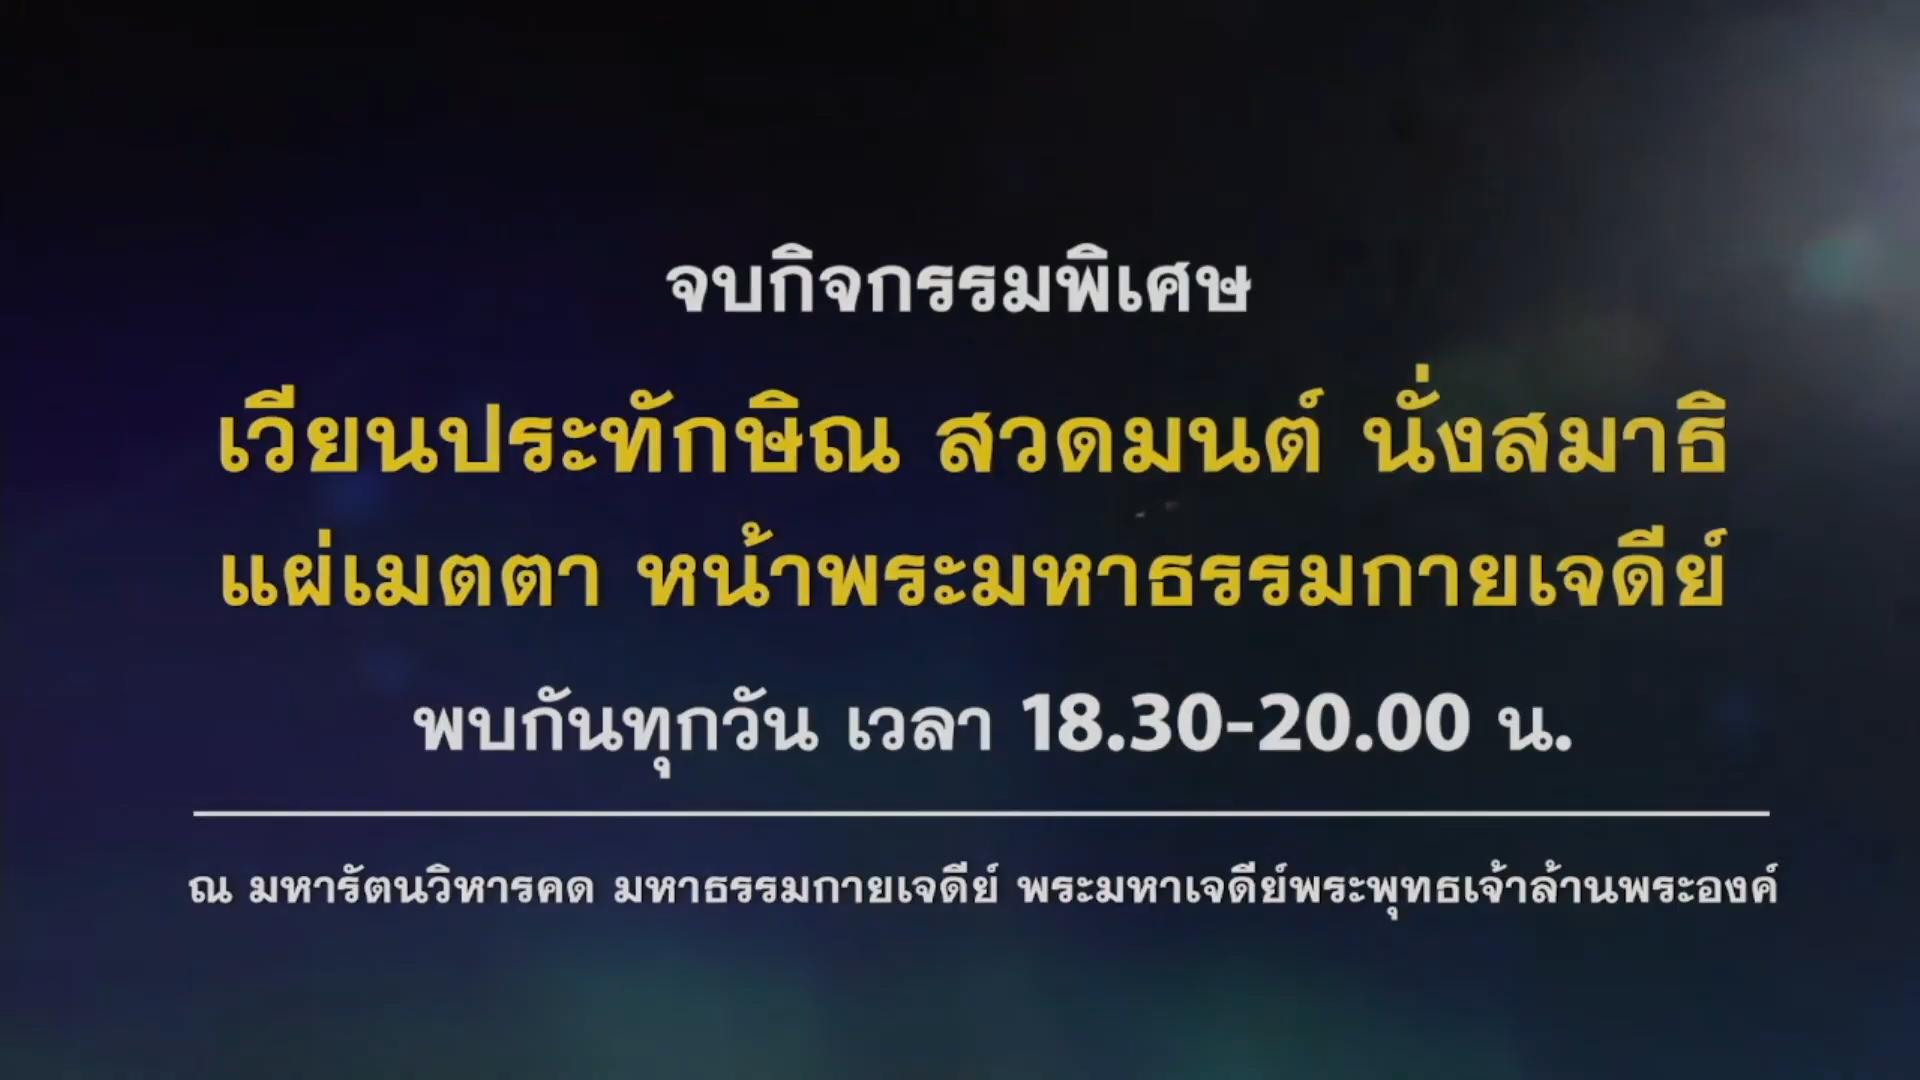 จบกิจกรรมพิเศษ
เวียนประทักษิณ สวดมนต์ นั่งสมาธิ
แผ่เมตตา หน้าพระมหาธรรมกายเจดีย์
พบกันทุกวัน เวลา 18.30-20.00 น.
ณ มหารัตนวิหารคด มหาธรรมกายเจดีย์ พระมหาเจดีย์พระพุทธเจ้าล้านพระองค์